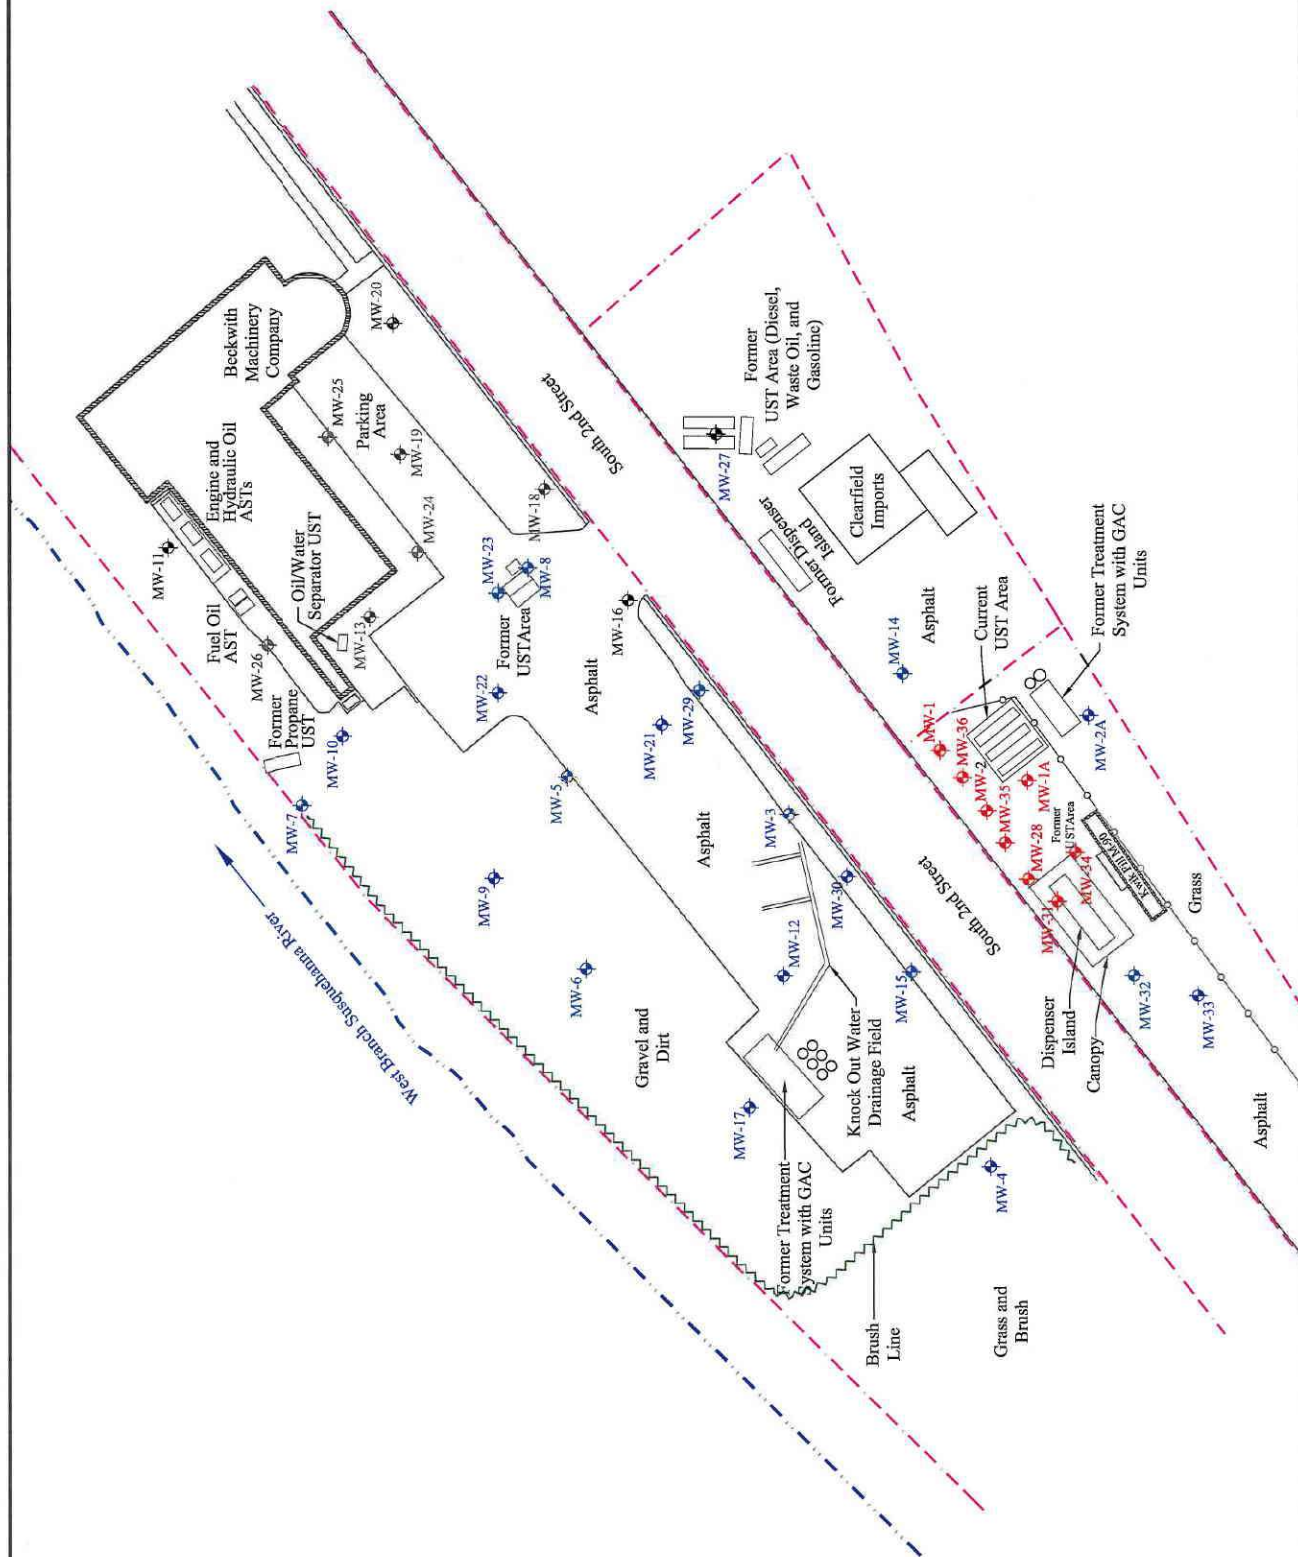 West Branch Susquehanna River
MW-11
Fuel Oil
AST
MW-26
Former
Propane
UST
MW-10
MW-7
Engine and
Hydraulic Oil
ASTs
Oil/Water
Separator UST
MW-13
Beckwith
Machinery
Company
MW-20
MW-25
Parking
Area
MW-19
MW-24
MW-18
MW-23
MW-8
Former
USTArea
MW-22
Asphalt
MW-16
MW-29
MW-21
MW-5
MW-9
MW-6
Asphalt
MW-3
MW-30
MW-12
MW-15
Gravel and
Dirt
MW-17
Knock Out Water
Drainage Field
Asphalt
Former Treatment
System with GAC
Units
MW-4
Brush
Line
Grass and
Brush
South 2nd Street
South 2nd Street
Former
UST Area (Diesel,
Waste Oil, and
Gasoline)
MW-27
Former Dispenser
Island
Clearfield
Imports
MW-14
Asphalt
Current
UST Area
Former Treatment
System with GAC
Units
MW-2A
MW-1
MW-36
MW-2
MW-35
MW-1A
MW-28
Former
USTArea
MW-34
MW-31
Kwik Fill M-90
Grass
Dispenser
Island
Canopy
MW-32
MW-33
Asphalt